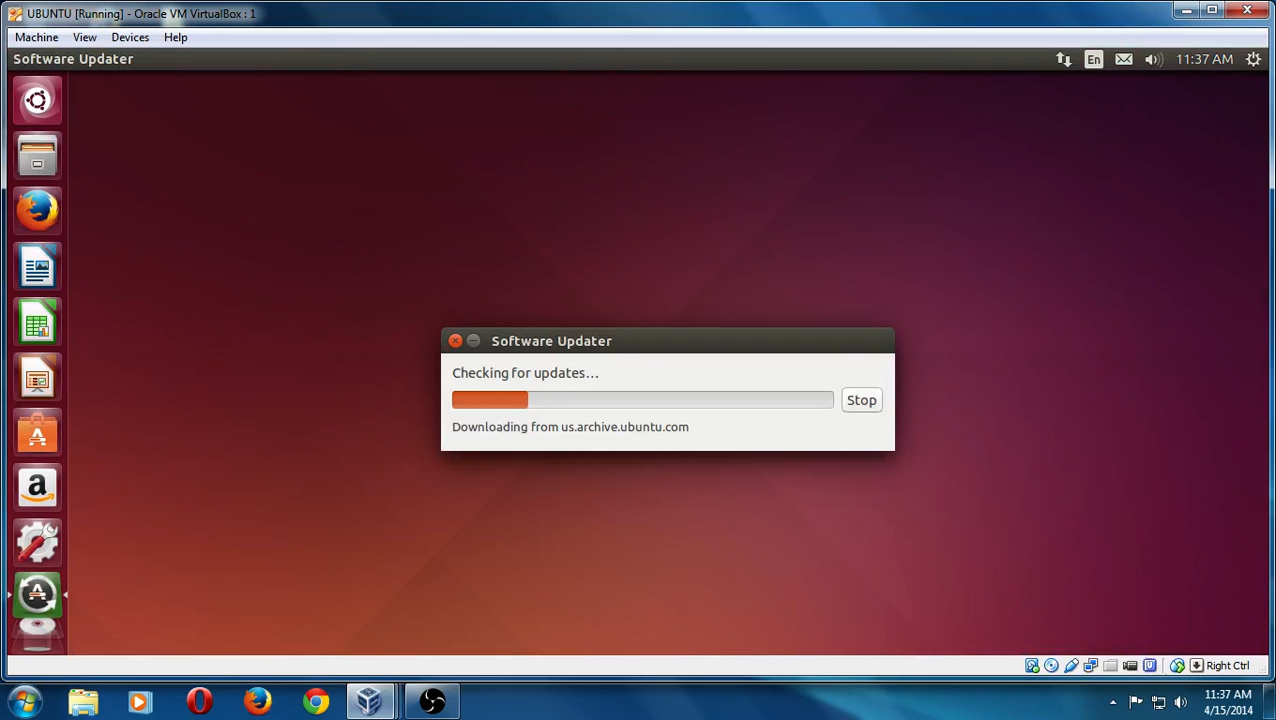 UBUNTU [Running] - Oracle VM VirtualBox : 1
Machine View Devices Help
Software Updater En 11:37 AM
Software Updater
Checking for updates...
Stop
Downloading from us.archive.ubuntu.com
Right Ctrl
11:37 AM
4/15/2014